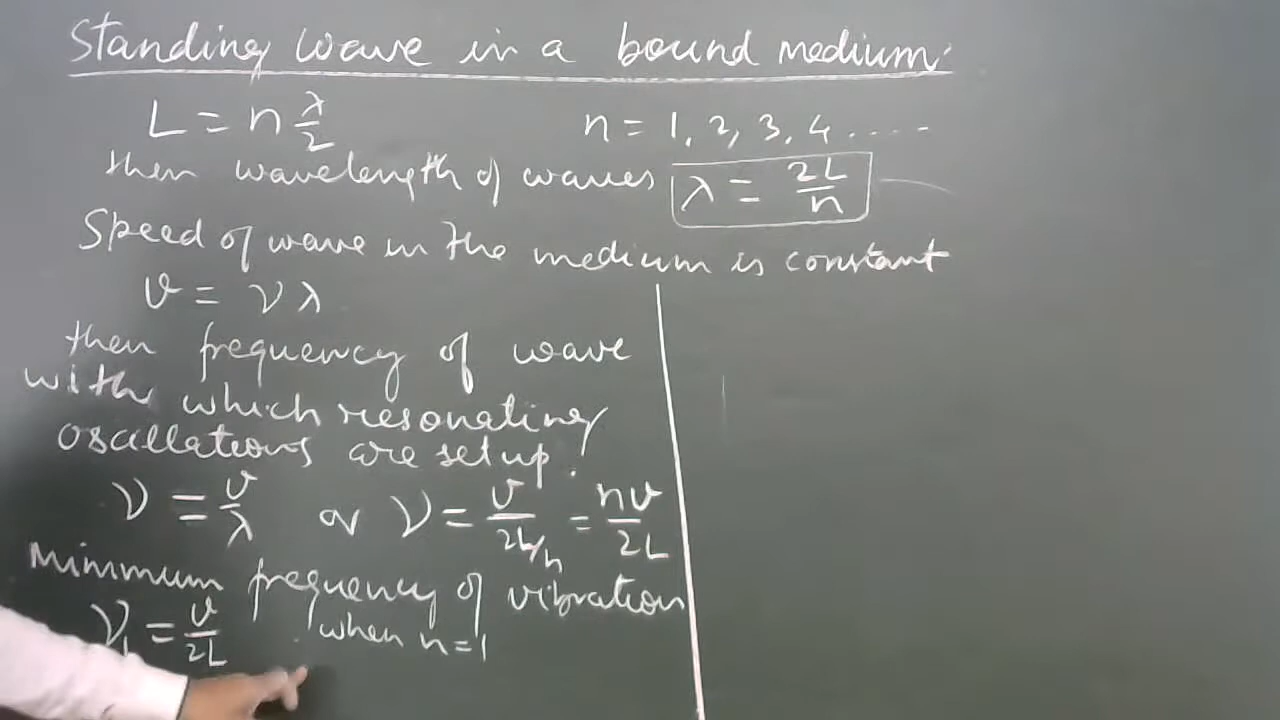 Standing wave in a bound medium.
L = n λ/2 n = 1, 2, 3, 4 .....
then wavelength of waves λ = 2L/n
Speed of wave in the medium is constant
v = ν λ
then frequency of wave
with which resonating
oscillations are setup.
ν = v/λ or ν = v/2L/n = nv/2L
Minimum frequency of vibration
ν₁ = v/2L when n = 1